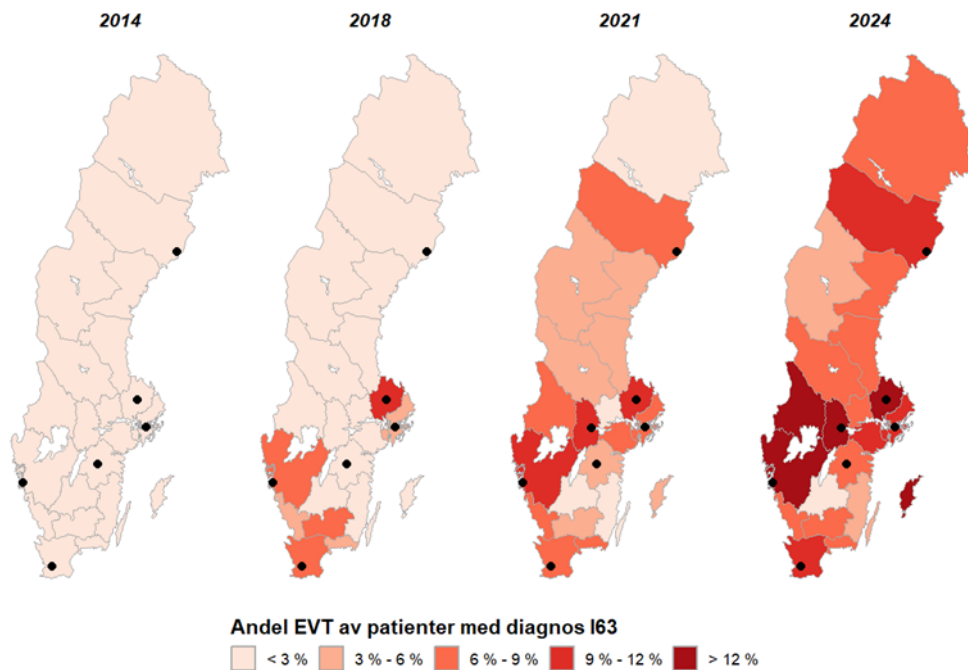 2014 2018 2021 2024
Andel EVT av patienter med diagnos I63
< 3 % 3 % - 6 % 6 % - 9 % 9 % - 12 % > 12 %